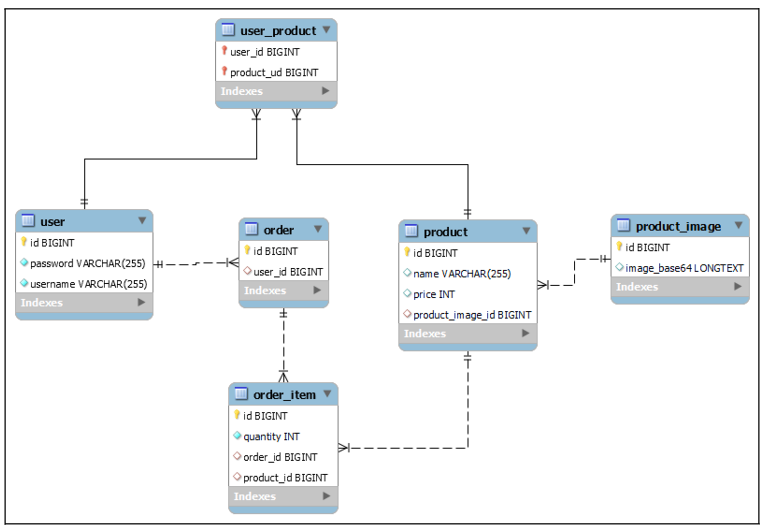 user_product
user_id BIGINT
product_ud BIGINT
Indexes
user
id BIGINT
password VARCHAR(255)
username VARCHAR(255)
Indexes
order
id BIGINT
user_id BIGINT
Indexes
product
id BIGINT
name VARCHAR(255)
price INT
product_image_id BIGINT
Indexes
product_image
id BIGINT
image_base64 LONGTEXT
Indexes
order_item
id BIGINT
quantity INT
order_id BIGINT
product_id BIGINT
Indexes